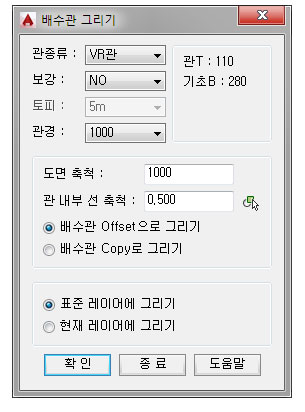 배수관 그리기
관종류 : VR관
보강 : NO
토피 : 5m
관경 : 1000
관T : 110
기초B : 280
도면 축척 : 1000
관 내부 선 축척 : 0,500
배수관 Offset으로 그리기
배수관 Copy로 그리기
표준 레이어에 그리기
현재 레이어에 그리기
확 인 종 료 도움말